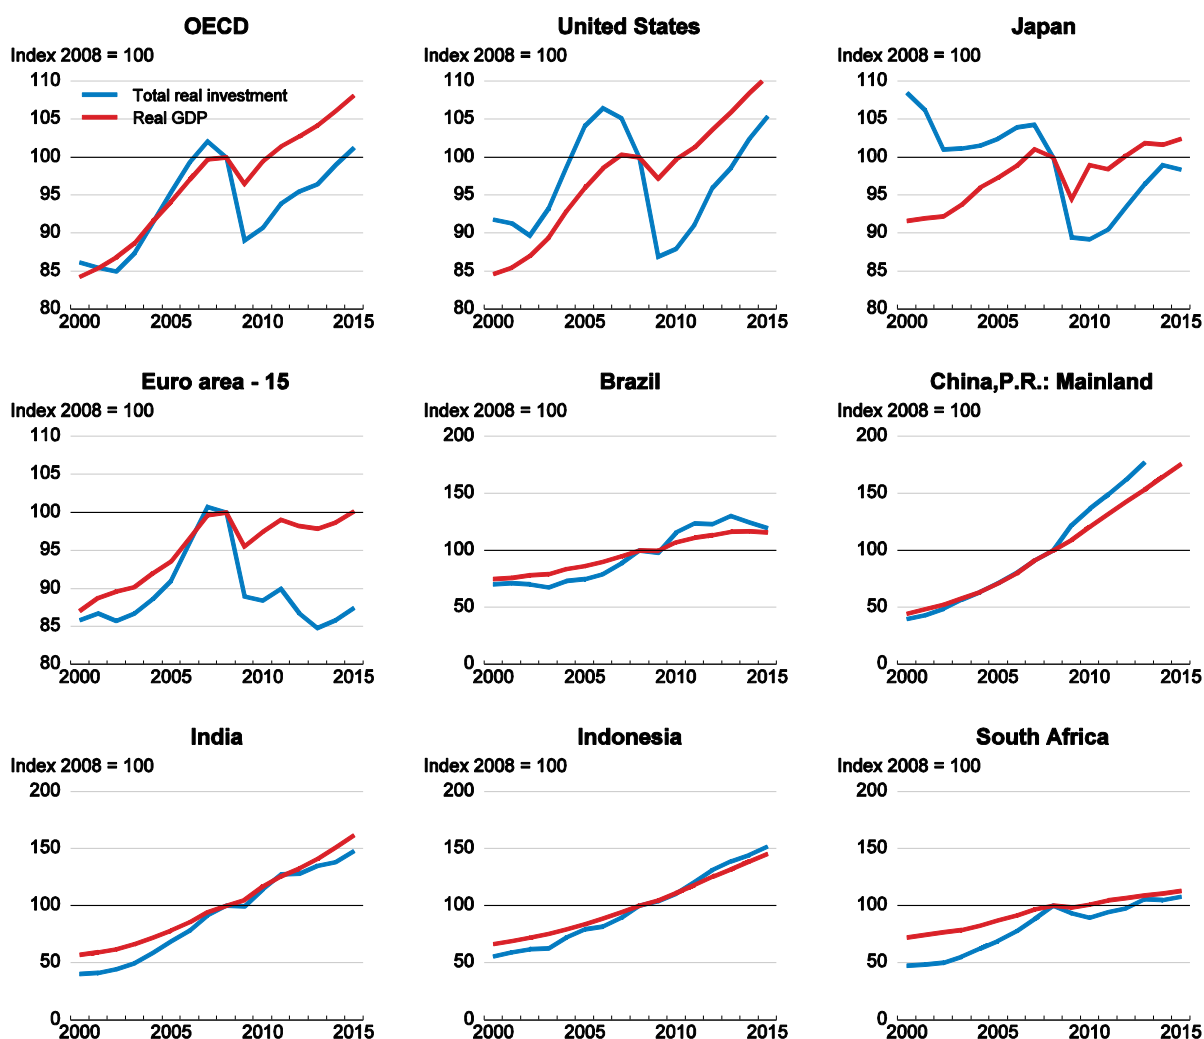 OECD
Index 2008 = 100
110
Total real investment
105
Real GDP
100
95
90
85
80
2000 2005 2010 2015
United States
Index 2008 = 100
110
105
100
95
90
85
80
2000 2005 2010 2015
Japan
Index 2008 = 100
110
105
100
95
90
85
80
2000 2005 2010 2015
Euro area - 15
Index 2008 = 100
110
105
100
95
90
85
80
2000 2005 2010 2015
Brazil
Index 2008 = 100
200
150
100
50
0
2000 2005 2010 2015
China,P.R.: Mainland
Index 2008 = 100
200
150
100
50
0
2000 2005 2010 2015
India
Index 2008 = 100
200
150
100
50
0
2000 2005 2010 2015
Indonesia
Index 2008 = 100
200
150
100
50
0
2000 2005 2010 2015
South Africa
Index 2008 = 100
200
150
100
50
0
2000 2005 2010 2015